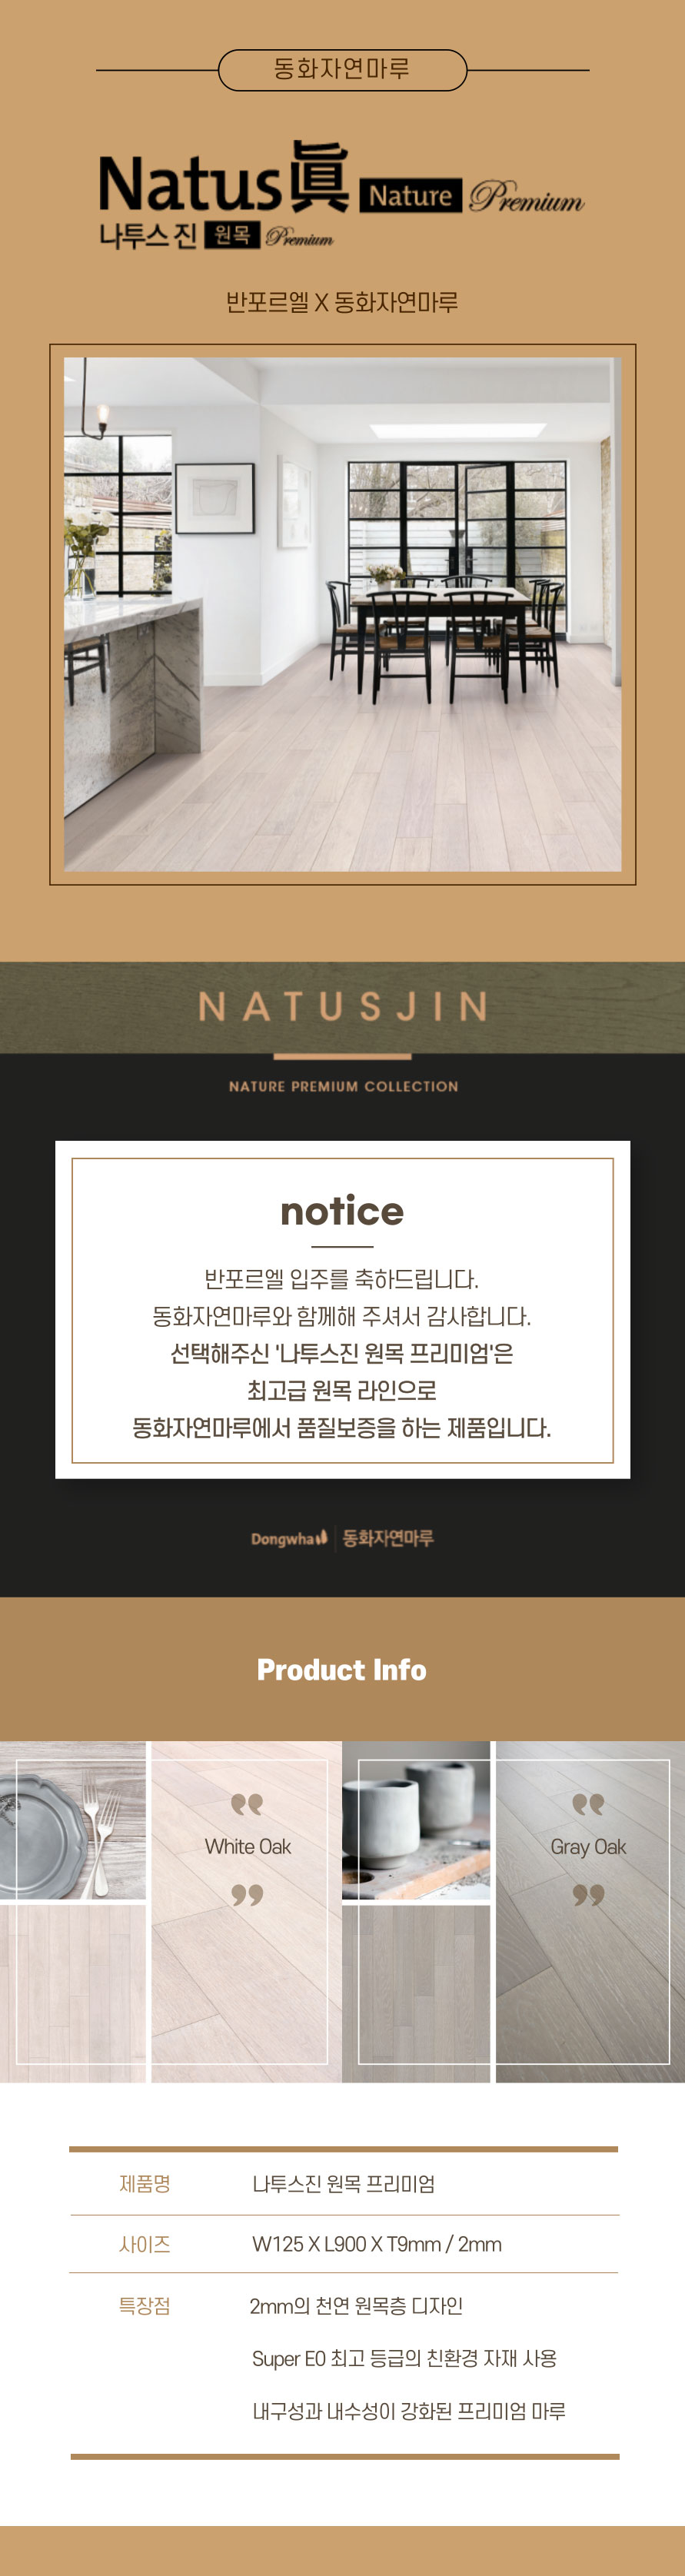 동화자연마루
Natus眞 Nature Premium
나투스 진 원목 Premium
반포르엘 X 동화자연마루
NATUSJIN
NATURE PREMIUM COLLECTION
notice
반포르엘 입주를 축하드립니다.
동화자연마루와 함께해 주셔서 감사합니다.
선택해주신 '나투스진 원목 프리미엄'은
최고급 원목 라인으로
동화자연마루에서 품질보증을 하는 제품입니다.
Dongwha 동화자연마루
Product Info
“
White Oak
”
“
Gray Oak
”
제품명 나투스진 원목 프리미엄
사이즈 W125 X L900 X T9mm / 2mm
특장점 2mm의 천연 원목층 디자인
Super E0 최고 등급의 친환경 자재 사용
내구성과 내수성이 강화된 프리미엄 마루